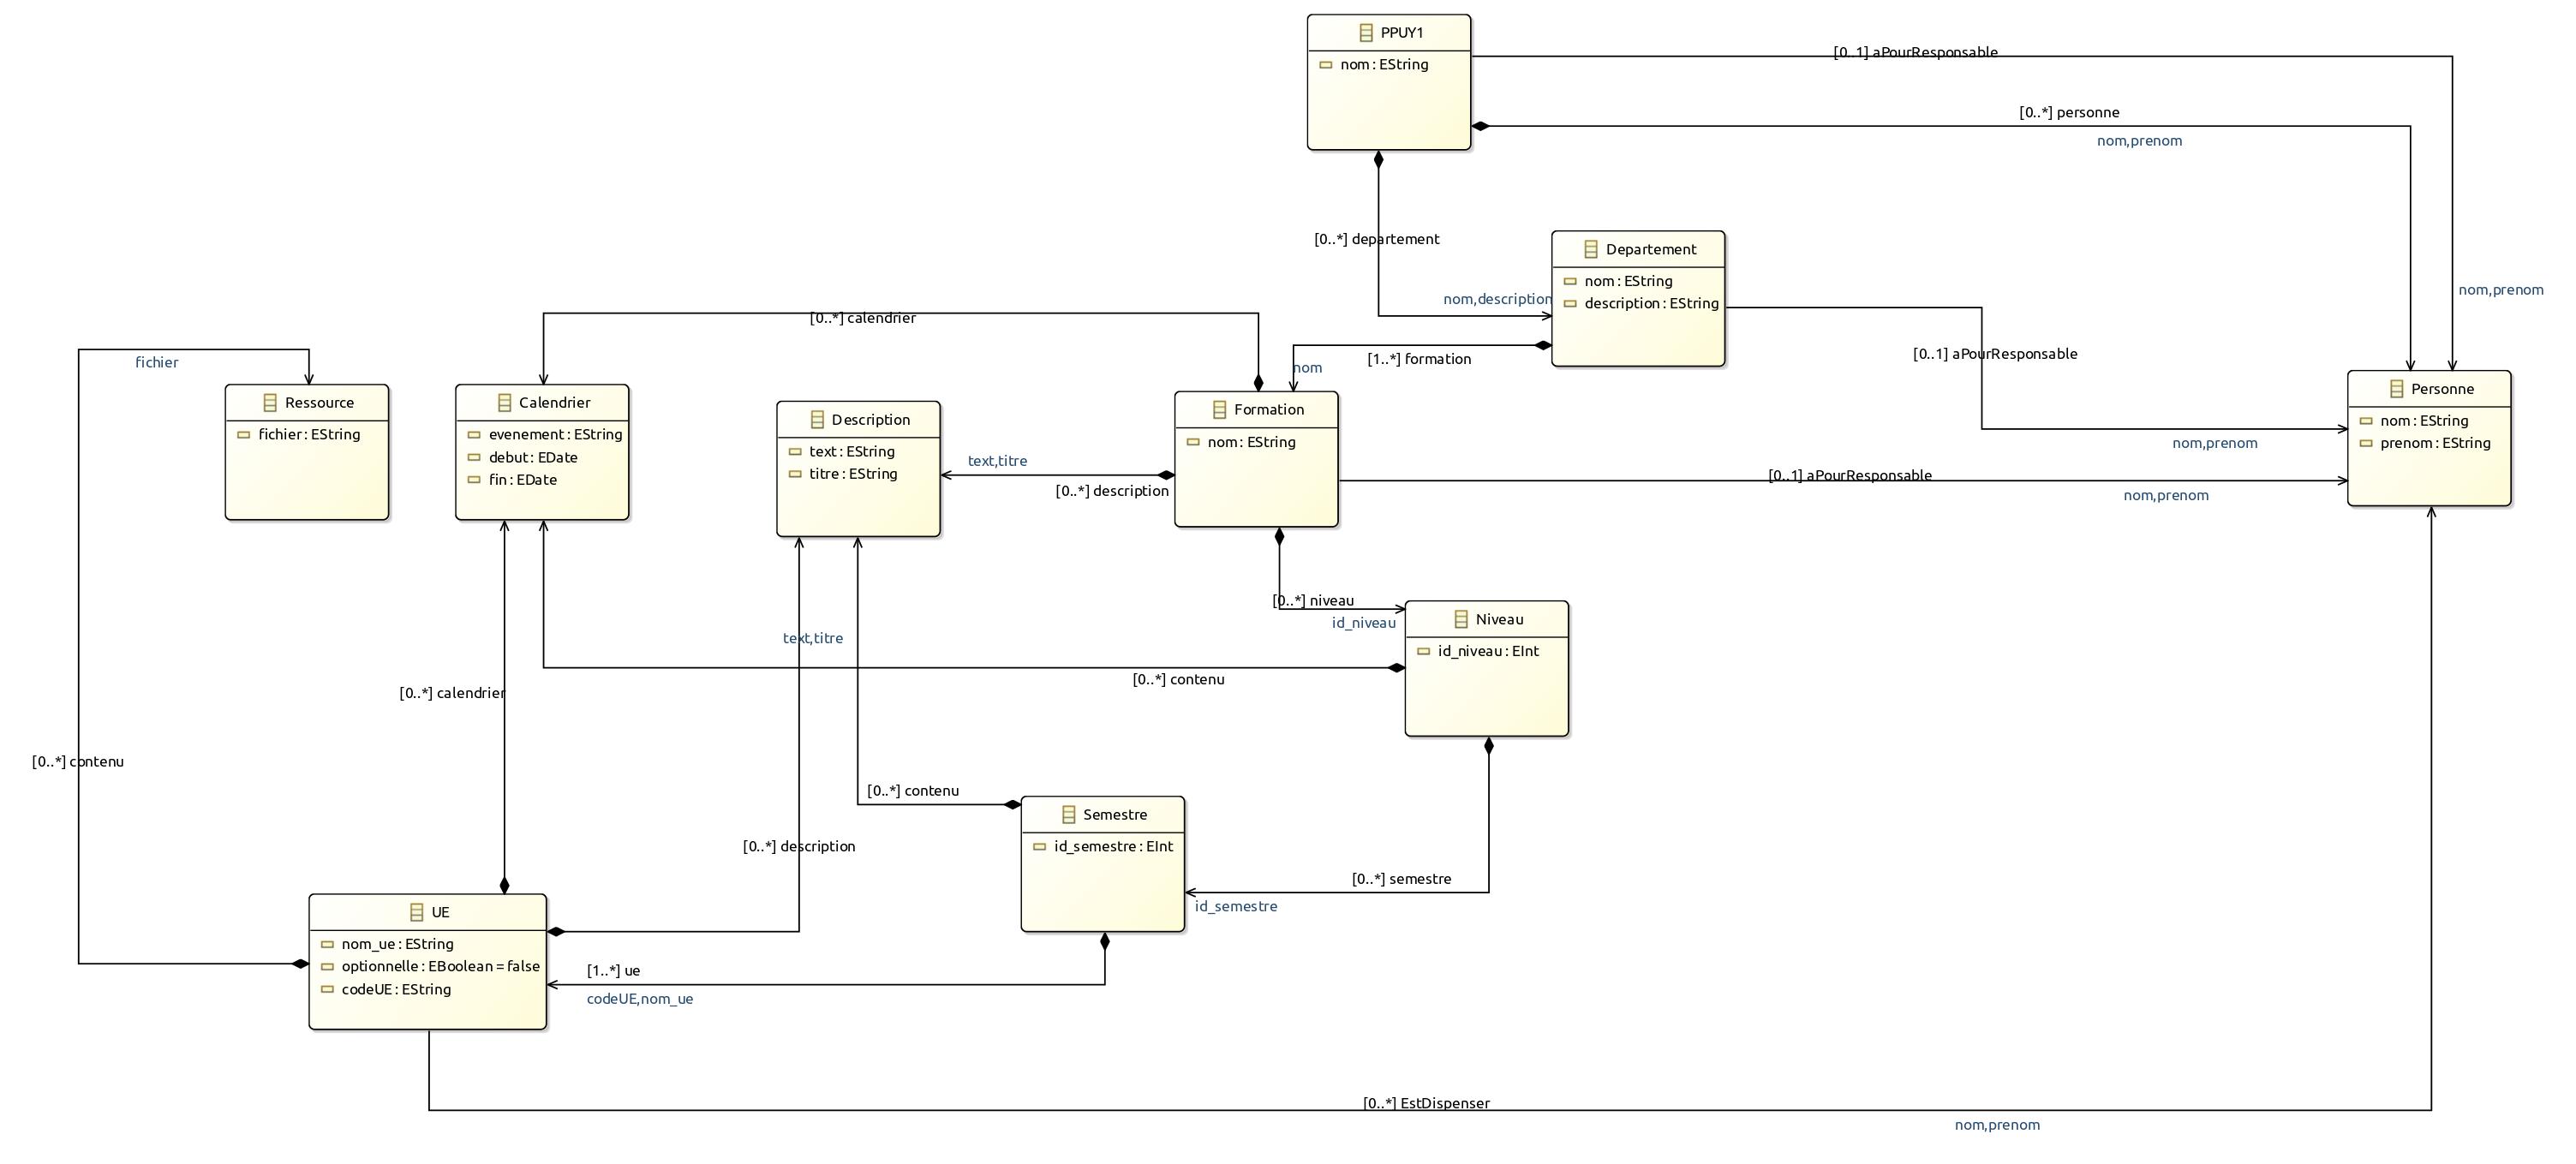 PPUY1
nom : EString
[0..1] aPourResponsable
[0..*] personne
nom,prenom
[0..*] departement
nom,description
Departement
nom : EString
description : EString
nom,prenom
[0..*] calendrier
[1..*] formation
nom
[0..1] aPourResponsable
fichier
Ressource
fichier : EString
Calendrier
evenement : EString
debut : EDate
fin : EDate
Description
text : EString
titre : EString
Formation
nom : EString
Personne
nom : EString
prenom : EString
nom,prenom
text,titre
[0..*] description
[0..1] aPourResponsable
nom,prenom
[0..*] niveau
id_niveau
Niveau
id_niveau : EInt
text,titre
[0..*] contenu
[0..*] calendrier
[0..*] contenu
[0..*] contenu
Semestre
id_semestre : EInt
[0..*] description
[0..*] semestre
id_semestre
UE
nom_ue : EString
optionnelle : EBoolean = false
codeUE : EString
[1..*] ue
codeUE,nom_ue
[0..*] EstDispenser
nom,prenom